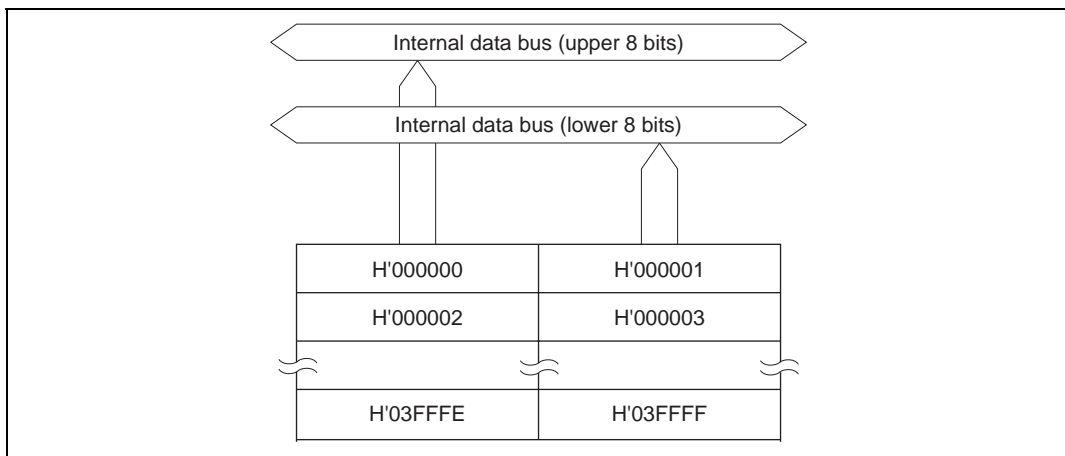 Internal data bus (upper 8 bits)
Internal data bus (lower 8 bits)
H'000000 H'000001
H'000002 H'000003
H'03FFFE H'03FFFF